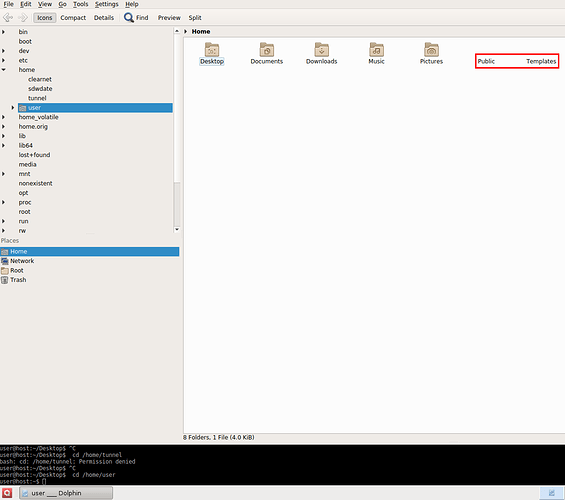 File Edit View Go Tools Settings Help
Icons Compact Details Find Preview Split
bin
boot
dev
etc
home
clearnet
sdwdate
tunnel
user
home_volatile
home.orig
lib
lib64
lost+found
media
mnt
nonexistent
opt
proc
root
run
rw
Places
Home
Network
Root
Trash
Home
Desktop Documents Downloads Music Pictures Public Templates
8 Folders, 1 File (4.0 KiB)
user@host:~/Desktop$ ^C
user@host:~/Desktop$ cd /home/tunnel
bash: cd: /home/tunnel: Permission denied
user@host:~/Desktop$ ^C
user@host:~/Desktop$ cd /home/user
user@host:~$
user ___ Dolphin